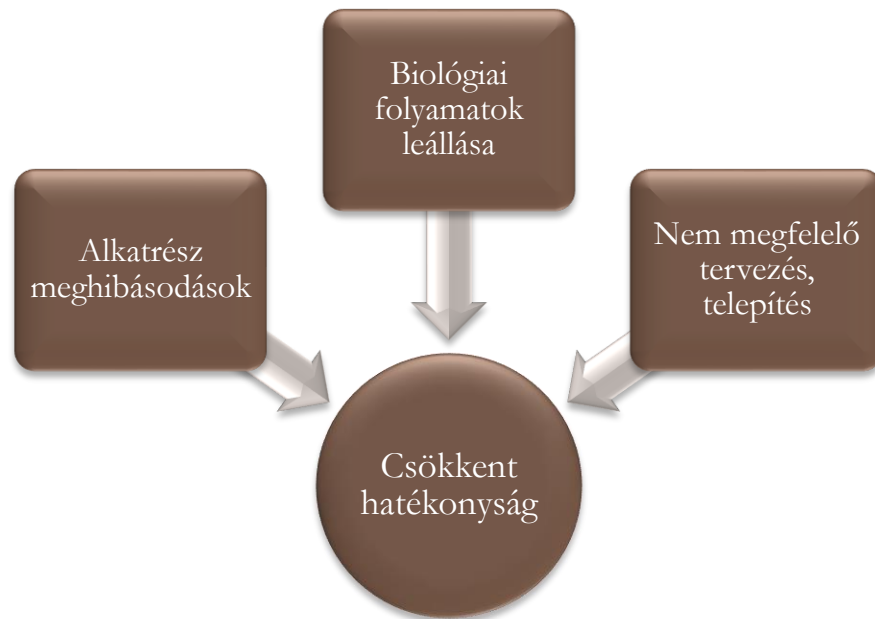 Biológiai
folyamatok
leállása
Alkatrész
meghibásodások
Nem megfelelő
tervezés,
telepítés
Csökkent
hatékonyság